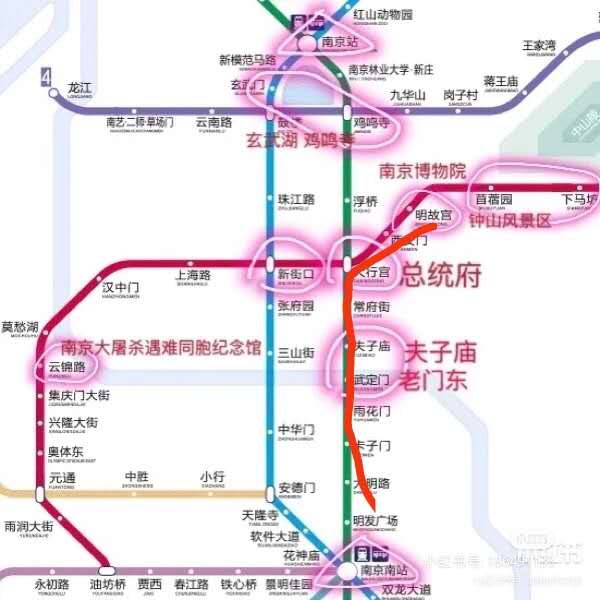 红山动物园
南京站
新模范马路
南京林业大学·新庄
王家湾
4
龙江
玄武门
九华山
岗子村
蒋王庙
南艺·二师·草场门
云南路
鸡鸣寺
玄武湖 鸡鸣寺
南京博物院
珠江路
浮桥
明故宫
苜蓿园
下马坊
钟山风景区
上海路
新街口
大行宫
总统府
汉中门
张府园
常府街
莫愁湖
南京大屠杀遇难同胞纪念馆
三山街
夫子庙
夫子庙
云锦路
武定门
老门东
集庆门大街
雨花门
兴隆大街
中华门
卡子门
奥体东
元通
中胜
小行
安德门
大明路
天隆寺
明发广场
雨润大街
软件大道
花神庙
南京南站
永初路
油坊桥
贾西
春江路
铁心桥
景明佳园
双龙大道
小红书